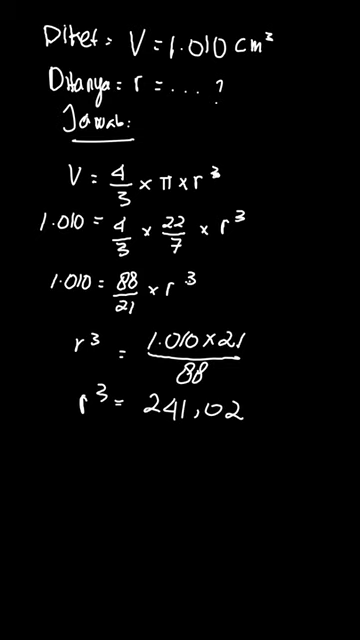 Diket: V = 1.010 cm³
Ditanya: r = .... ?
Jawab:
V = 4/3 × π × r³
1.010 = 4/3 × 22/7 × r³
1.010 = 88/21 × r³
r³ = 1.010 × 21 / 88
r³ = 241,02